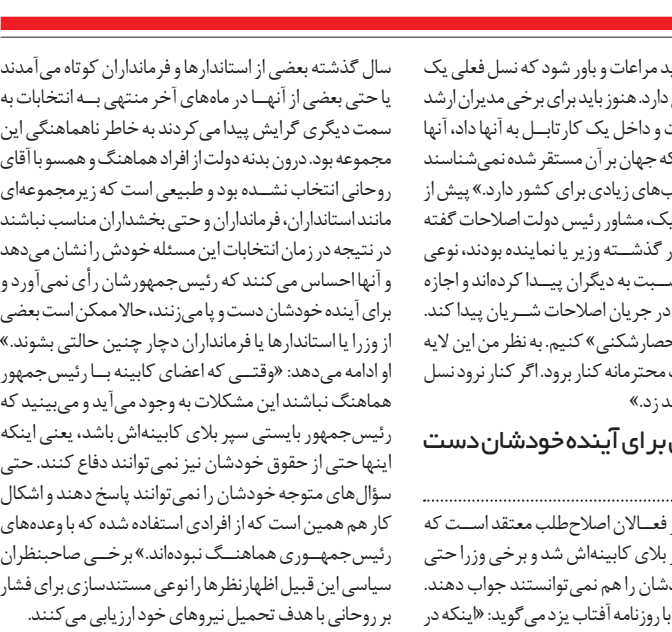 ید مراعات و باور شود که نسل فعلی یک
دارد. هنوز باید برای برخی مدیران ارشد
ت و داخل یک کارتابل به آنها داد، آنها
که جهان بر آن مستقر شده نمی‌شناسند
ب‌های زیادی برای کشور دارد.» پیش از
یک، مشاور رئیس دولت اصلاحات گفته
ر گذشته وزیر یا نماینده بودند، نوعی
سبت به دیگران پیدا کرده‌اند و اجازه
در جریان اصلاحات شریان پیدا کند.
حصارشکنی» کنیم. به نظر من این لایه
محترمانه کنار برود. اگر کنار نرود نسل
د زد.»
برای آینده خودشان دست
فعالان اصلاح‌طلب معتقد است که
بلای کابینه‌اش شد و برخی وزرا حتی
دشان را هم نمی‌توانستند جواب دهند.
با روزنامه آفتاب یزد می‌گوید: «اینکه در
سال گذشته بعضی از استاندارها و فرمانداران کوتاه می‌آمدند
یا حتی بعضی از آنهــا در ماه‌های آخر منتهی بــه انتخابات به
سمت دیگری گرایش پیدا می‌کردند به خاطر ناهماهنگی این
مجموعه بود. درون بدنه دولت از افراد هماهنگ و همسو با آقای
روحانی انتخاب نشــده بود و طبیعی است که زیرمجموعه‌ای
مانند استانداران، فرمانداران و حتی بخشداران مناسب نباشند
در نتیجه در زمان انتخابات این مسئله خودش را نشان می‌دهد
و آنها احساس می‌کنند که رئیس‌جمهورشان رأی نمی‌آورد و
برای آینده خودشان دست و پا می‌زنند، حالا ممکن است بعضی
از وزرا یا استاندارها یا فرمانداران دچار چنین حالتی بشوند.»
او ادامه می‌دهد: «وقتــی که اعضای کابینه بــا رئیس‌جمهور
هماهنگ نباشند این مشکلات به وجود می‌آید و می‌بینید که
رئیس‌جمهور بایستی سپر بلای کابینه‌اش باشد، یعنی اینکه
اینها حتی از حقوق خودشان نیز نمی‌توانند دفاع کنند. حتی
سؤال‌های متوجه خودشان را نمی‌توانند پاسخ دهند و اشکال
کار هم همین است که از افرادی استفاده شده که با وعده‌های
رئیس‌جمهــوری هماهنــگ نبوده‌اند.» برخــی صاحبنظران
سیاسی این قبیل اظهارنظرها را نوعی مستندسازی برای فشار
بر روحانی با هدف تحمیل نیروهای خود ارزیابی می‌کنند.